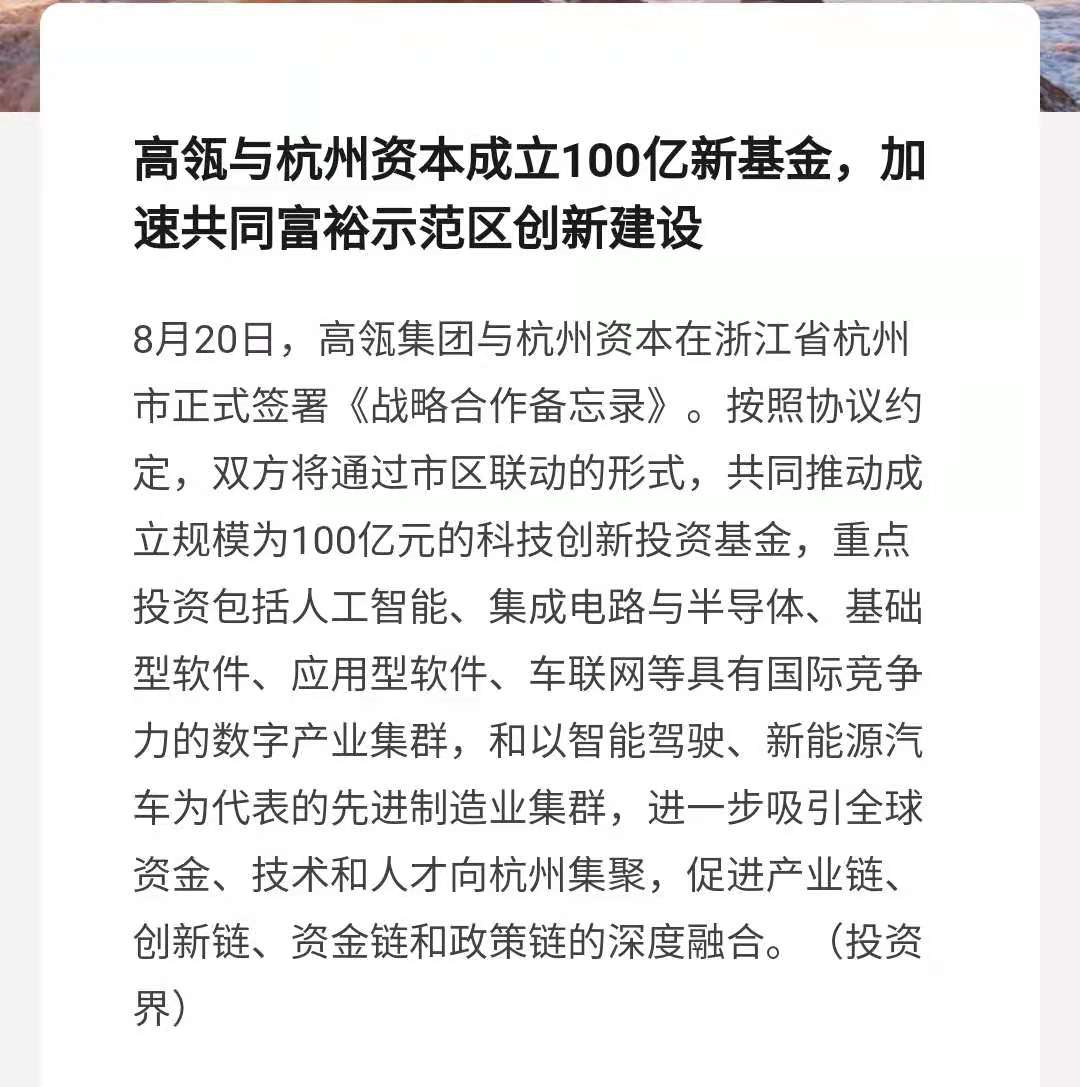 高瓴与杭州资本成立100亿新基金，加
速共同富裕示范区创新建设
8月20日，高瓴集团与杭州资本在浙江省杭州
市正式签署《战略合作备忘录》。按照协议约
定，双方将通过市区联动的形式，共同推动成
立规模为100亿元的科技创新投资基金，重点
投资包括人工智能、集成电路与半导体、基础
型软件、应用型软件、车联网等具有国际竞争
力的数字产业集群，和以智能驾驶、新能源汽
车为代表的先进制造业集群，进一步吸引全球
资金、技术和人才向杭州集聚，促进产业链、
创新链、资金链和政策链的深度融合。（投资
界）